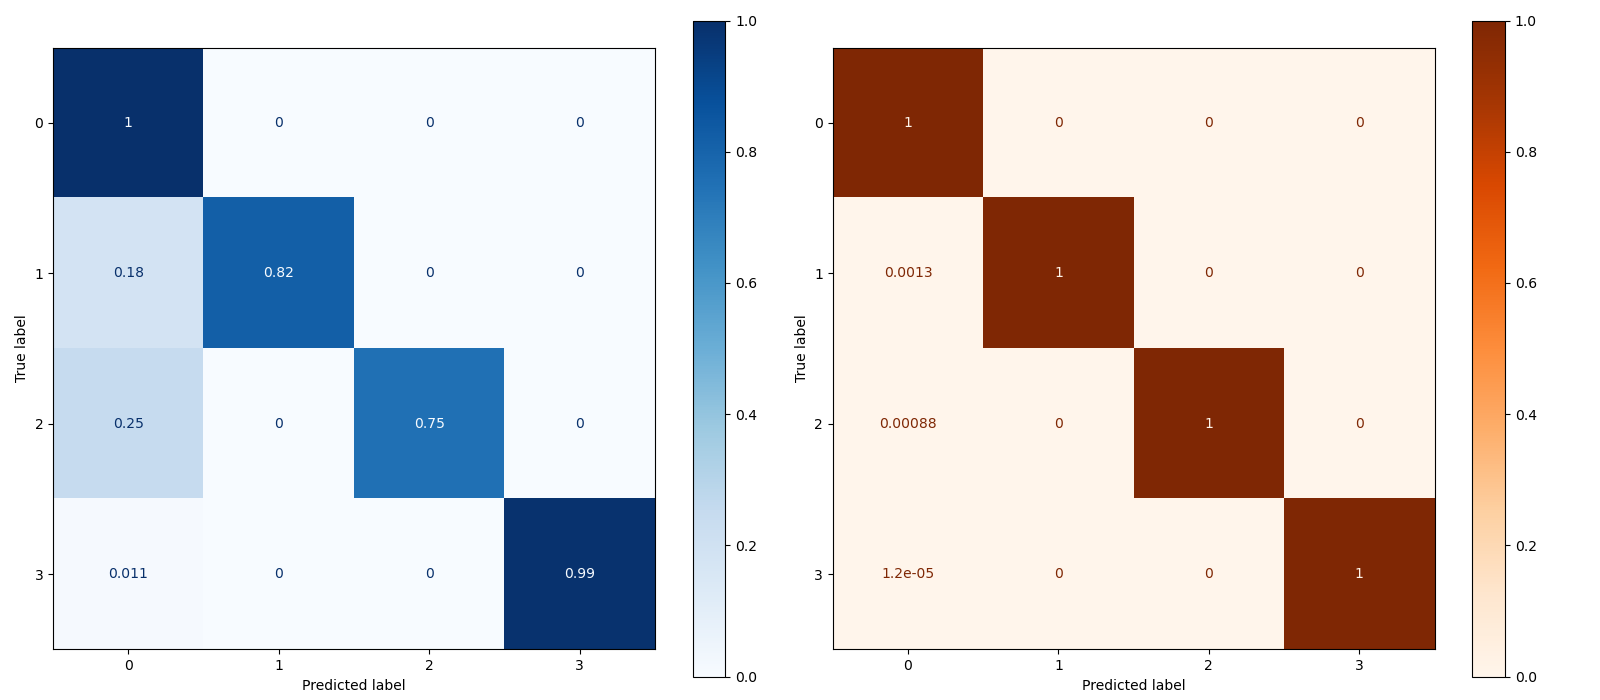 1.0
0 1 0 0 0
0.8
1 0.18 0.82 0 0
0.6
True label
2 0.25 0 0.75 0
0.4
0.2
3 0.011 0 0 0.99
0.0
0 1 2 3
Predicted label
1.0
0 1 0 0 0
0.8
1 0.0013 1 0 0
0.6
True label
2 0.00088 0 1 0
0.4
0.2
3 1.2e-05 0 0 1
0.0
0 1 2 3
Predicted label